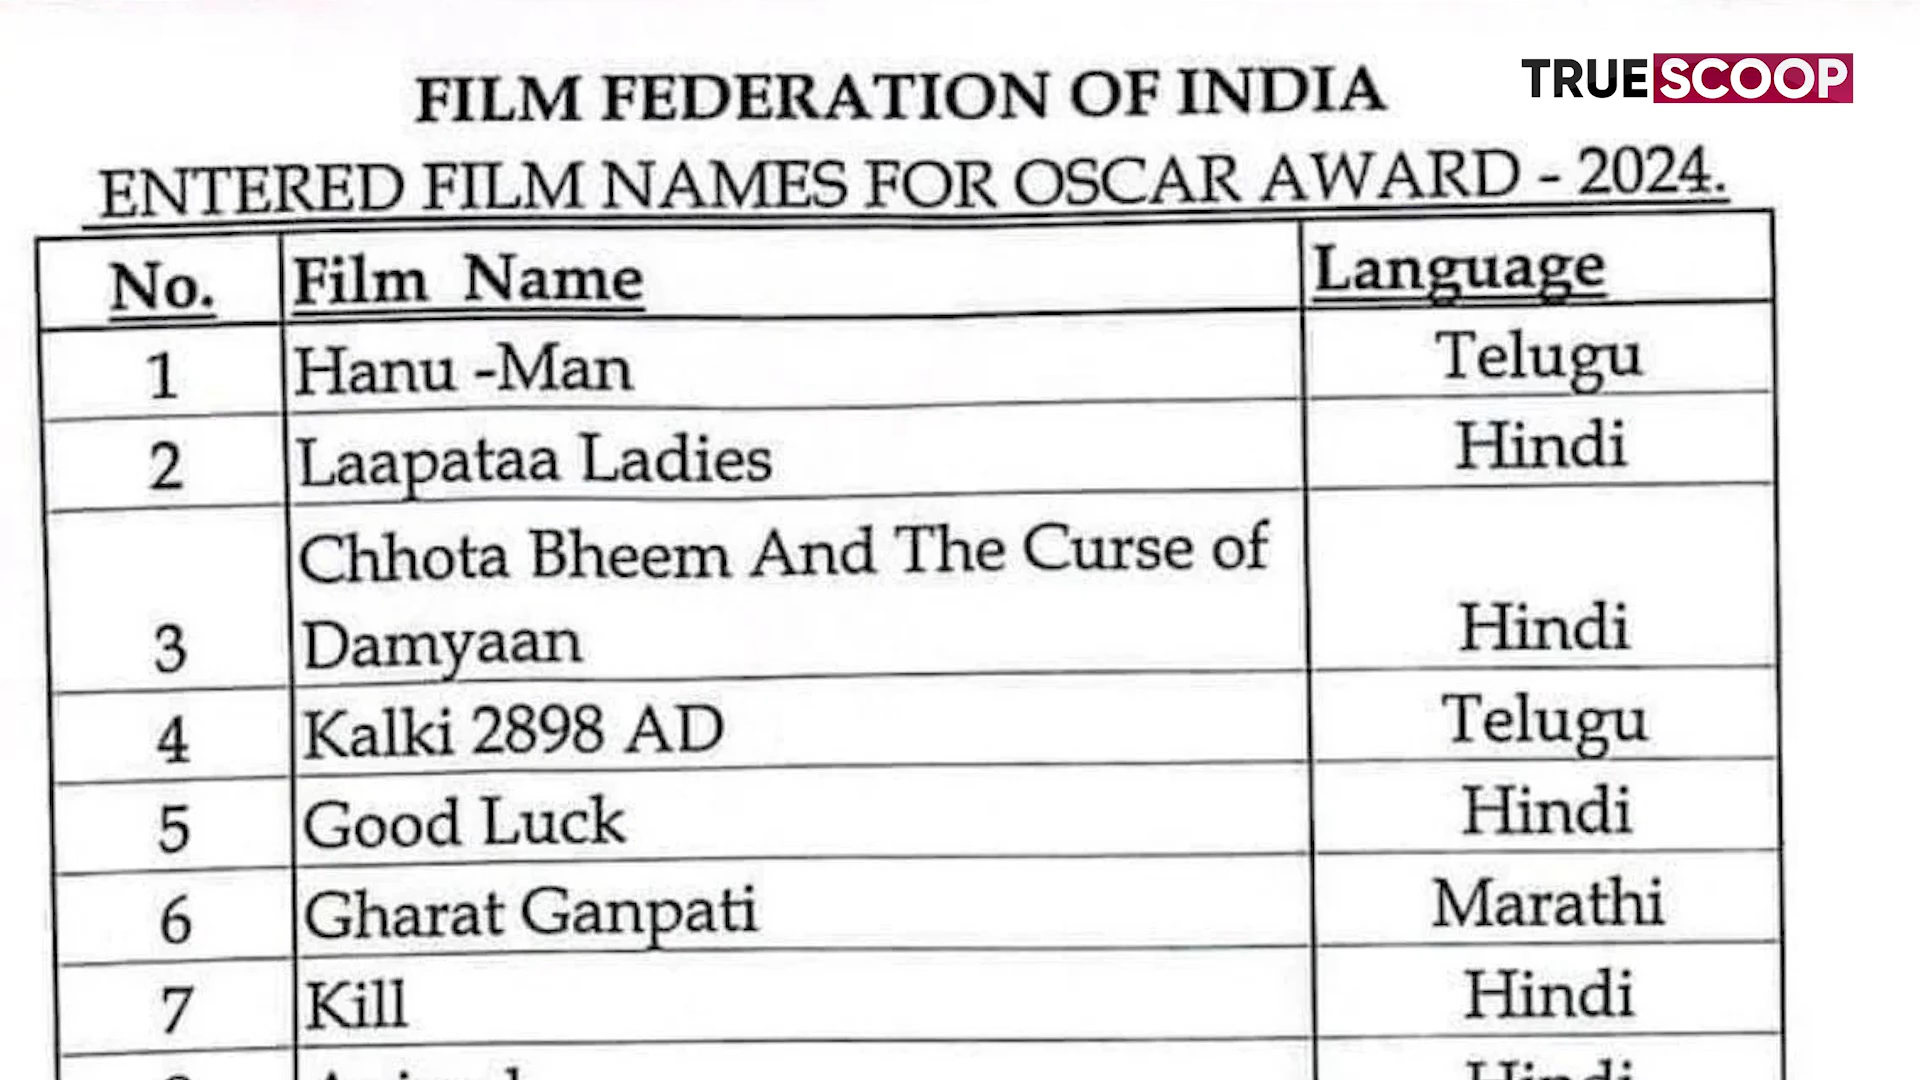 TRUESCOOP
FILM FEDERATION OF INDIA
ENTERED FILM NAMES FOR OSCAR AWARD - 2024.
No. Film Name Language
1 Hanu -Man Telugu
2 Laapataa Ladies Hindi
Chhota Bheem And The Curse of
3 Damyaan Hindi
4 Kalki 2898 AD Telugu
5 Good Luck Hindi
6 Gharat Ganpati Marathi
7 Kill Hindi
Hindi